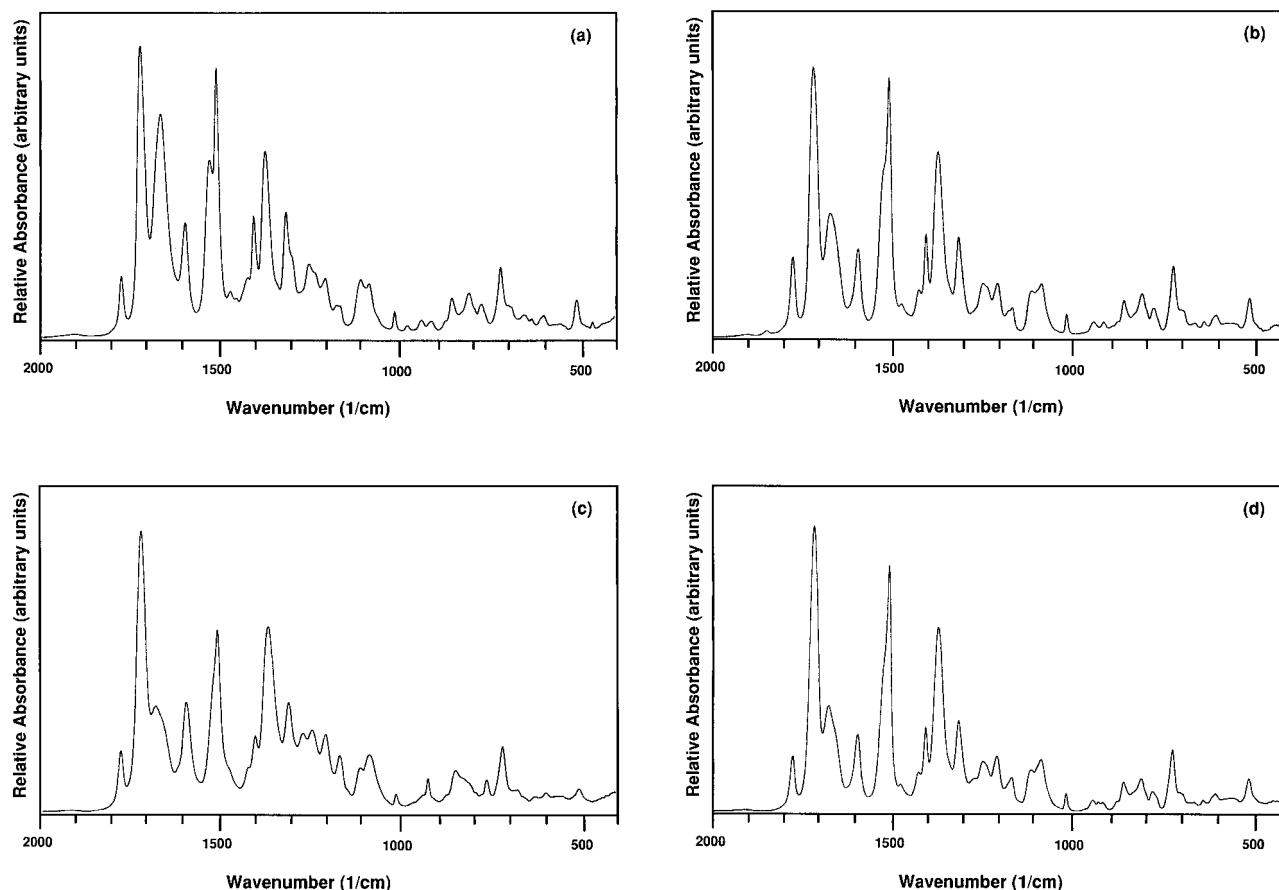 Relative Absorbance (arbitrary units)
(a)
2000
1500
1000
500
Wavenumber (1/cm)
Relative Absorbance (arbitrary units)
(b)
2000
1500
1000
500
Wavenumber (1/cm)
Relative Absorbance (arbitrary units)
(c)
2000
1500
1000
500
Wavenumber (1/cm)
Relative Absorbance (arbitrary units)
(d)
2000
1500
1000
500
Wavenumber (1/cm)